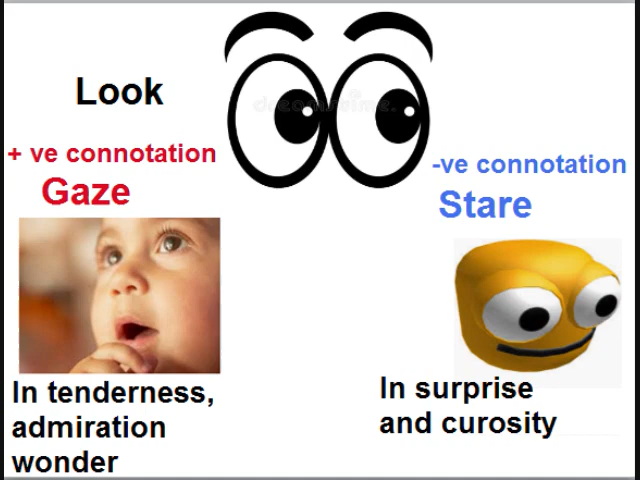 Look
+ ve connotation
Gaze
-ve connotation
Stare
In tenderness,
admiration
wonder
In surprise
and curosity